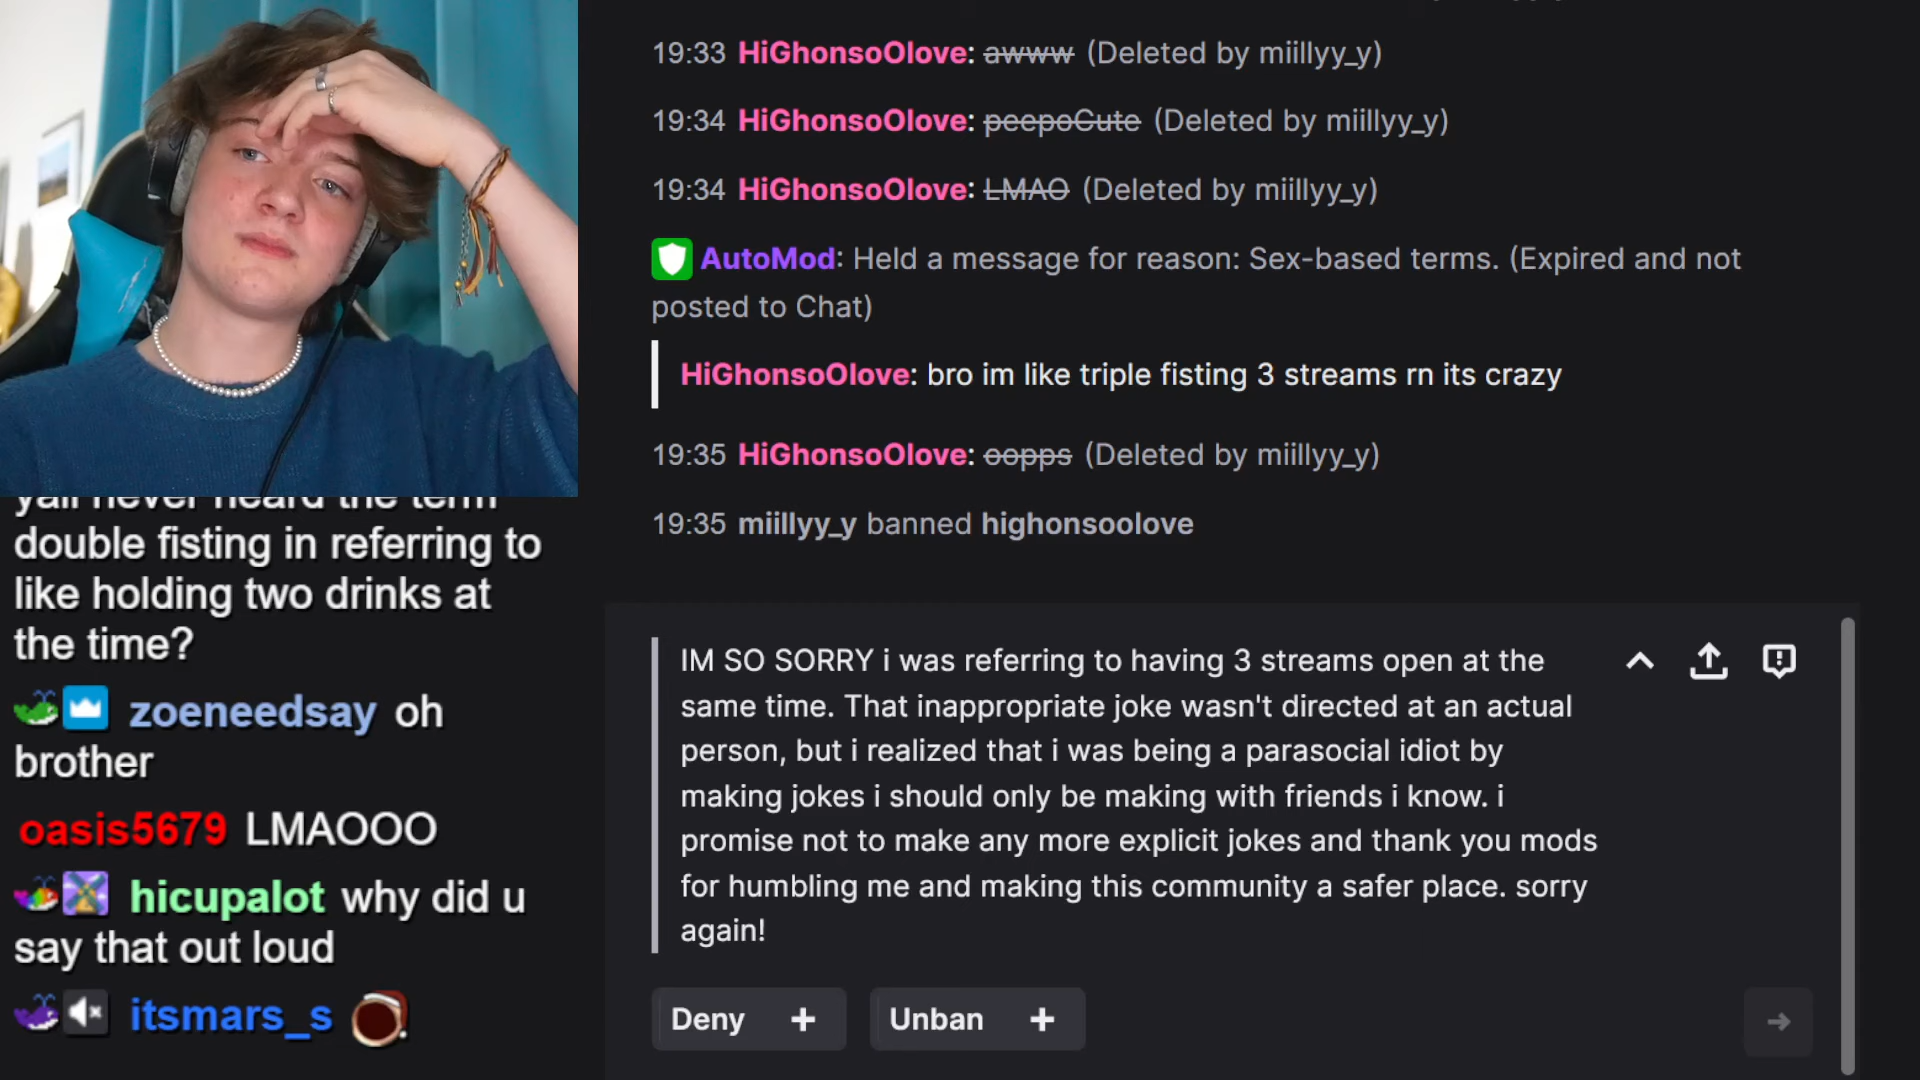 19:33 HiGhonsoOlove: awww (Deleted by miillyy_y)
19:34 HiGhonsoOlove: peepoCute (Deleted by miillyy_y)
19:34 HiGhonsoOlove: LMAO (Deleted by miillyy_y)
AutoMod: Held a message for reason: Sex-based terms. (Expired and not
posted to Chat)
HiGhonsoOlove: bro im like triple fisting 3 streams rn its crazy
19:35 HiGhonsoOlove: oopps (Deleted by miillyy_y)
19:35 miillyy_y banned highonsoolove
IM SO SORRY i was referring to having 3 streams open at the
same time. That inappropriate joke wasn't directed at an actual
person, but i realized that i was being a parasocial idiot by
making jokes i should only be making with friends i know. i
promise not to make any more explicit jokes and thank you mods
for humbling me and making this community a safer place. sorry
again!
Deny +
Unban +
yall never heard the term
double fisting in referring to
like holding two drinks at
the time?
zoeneedsay oh
brother
oasis5679 LMAOOO
hicupalot why did u
say that out loud
itsmars_s